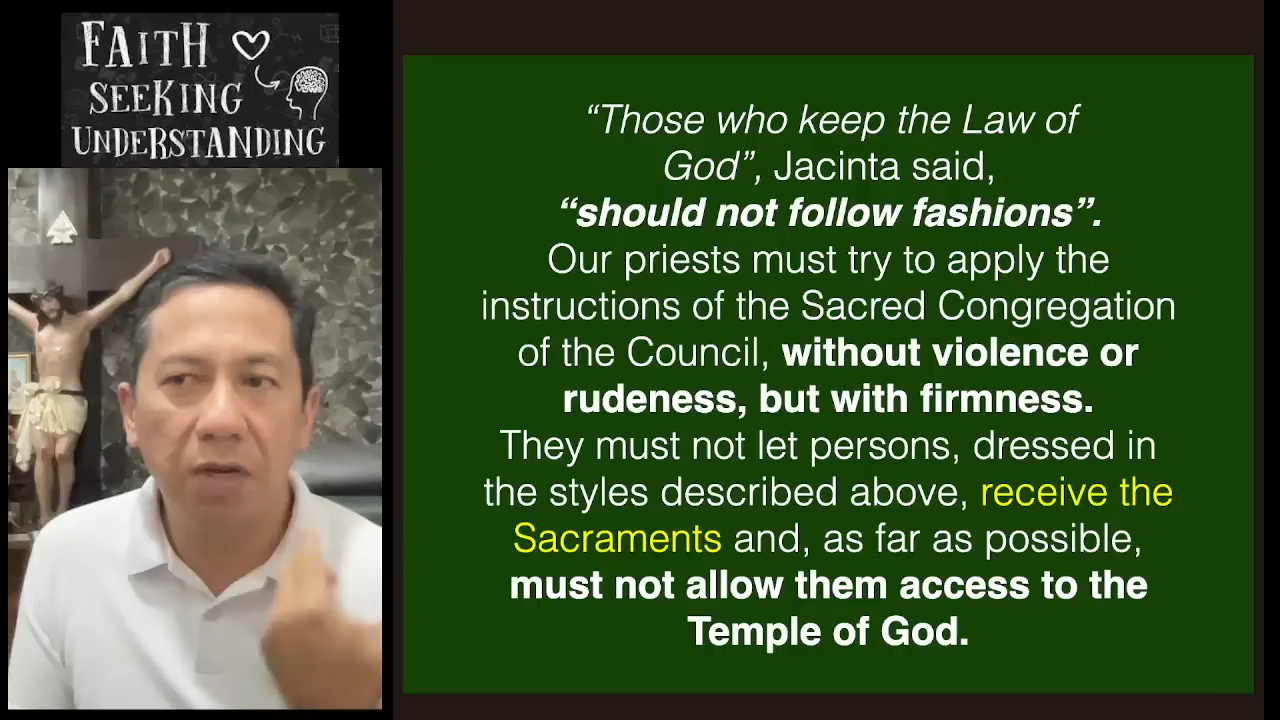 FAITH
SEEKING
UNDERSTANDING
“Those who keep the Law of
God”, Jacinta said,
“should not follow fashions”.
Our priests must try to apply the
instructions of the Sacred Congregation
of the Council, without violence or
rudeness, but with firmness.
They must not let persons, dressed in
the styles described above, receive the
Sacraments and, as far as possible,
must not allow them access to the
Temple of God.